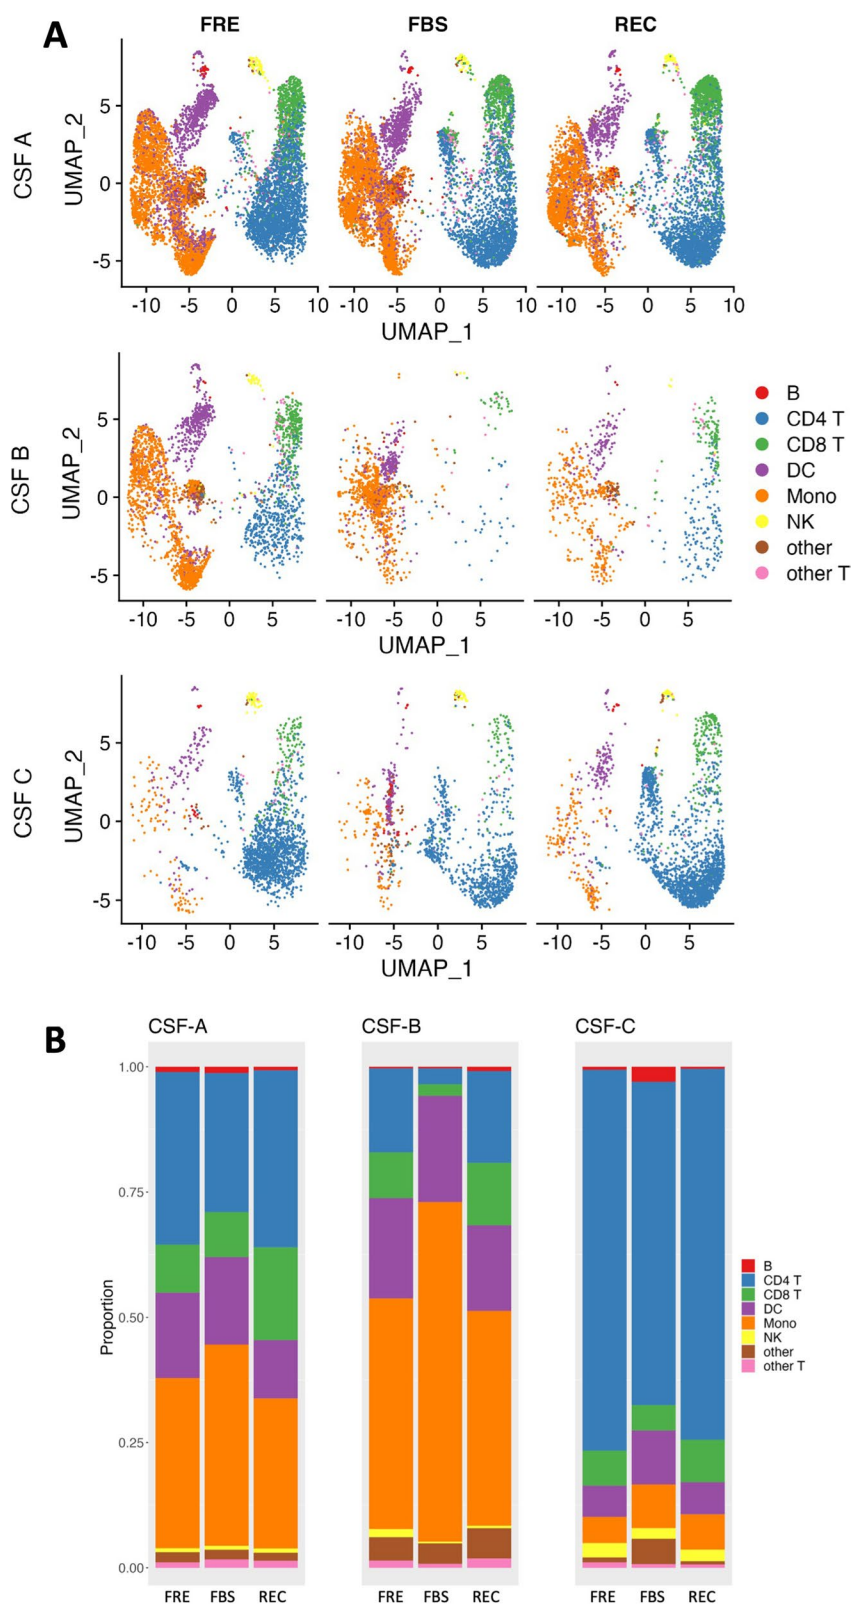 A
FRE FBS REC
CSF A
UMAP_2
5
0
-5
-10 -5 0 5 10 -10 -5 0 5 10 -10 -5 0 5 10
UMAP_1
CSF B
UMAP_2
5
0
-5
-10 -5 0 5 -10 -5 0 5 -10 -5 0 5
UMAP_1
B
CD4 T
CD8 T
DC
Mono
NK
other
other T
CSF C
UMAP_2
5
0
-5
-10 -5 0 5 -10 -5 0 5 -10 -5 0 5
UMAP_1
B
CSF-A CSF-B CSF-C
Proportion
1.00
0.75
0.50
0.25
0.00
FRE FBS REC FRE FBS REC FRE FBS REC
B
CD4 T
CD8 T
DC
Mono
NK
other
other T